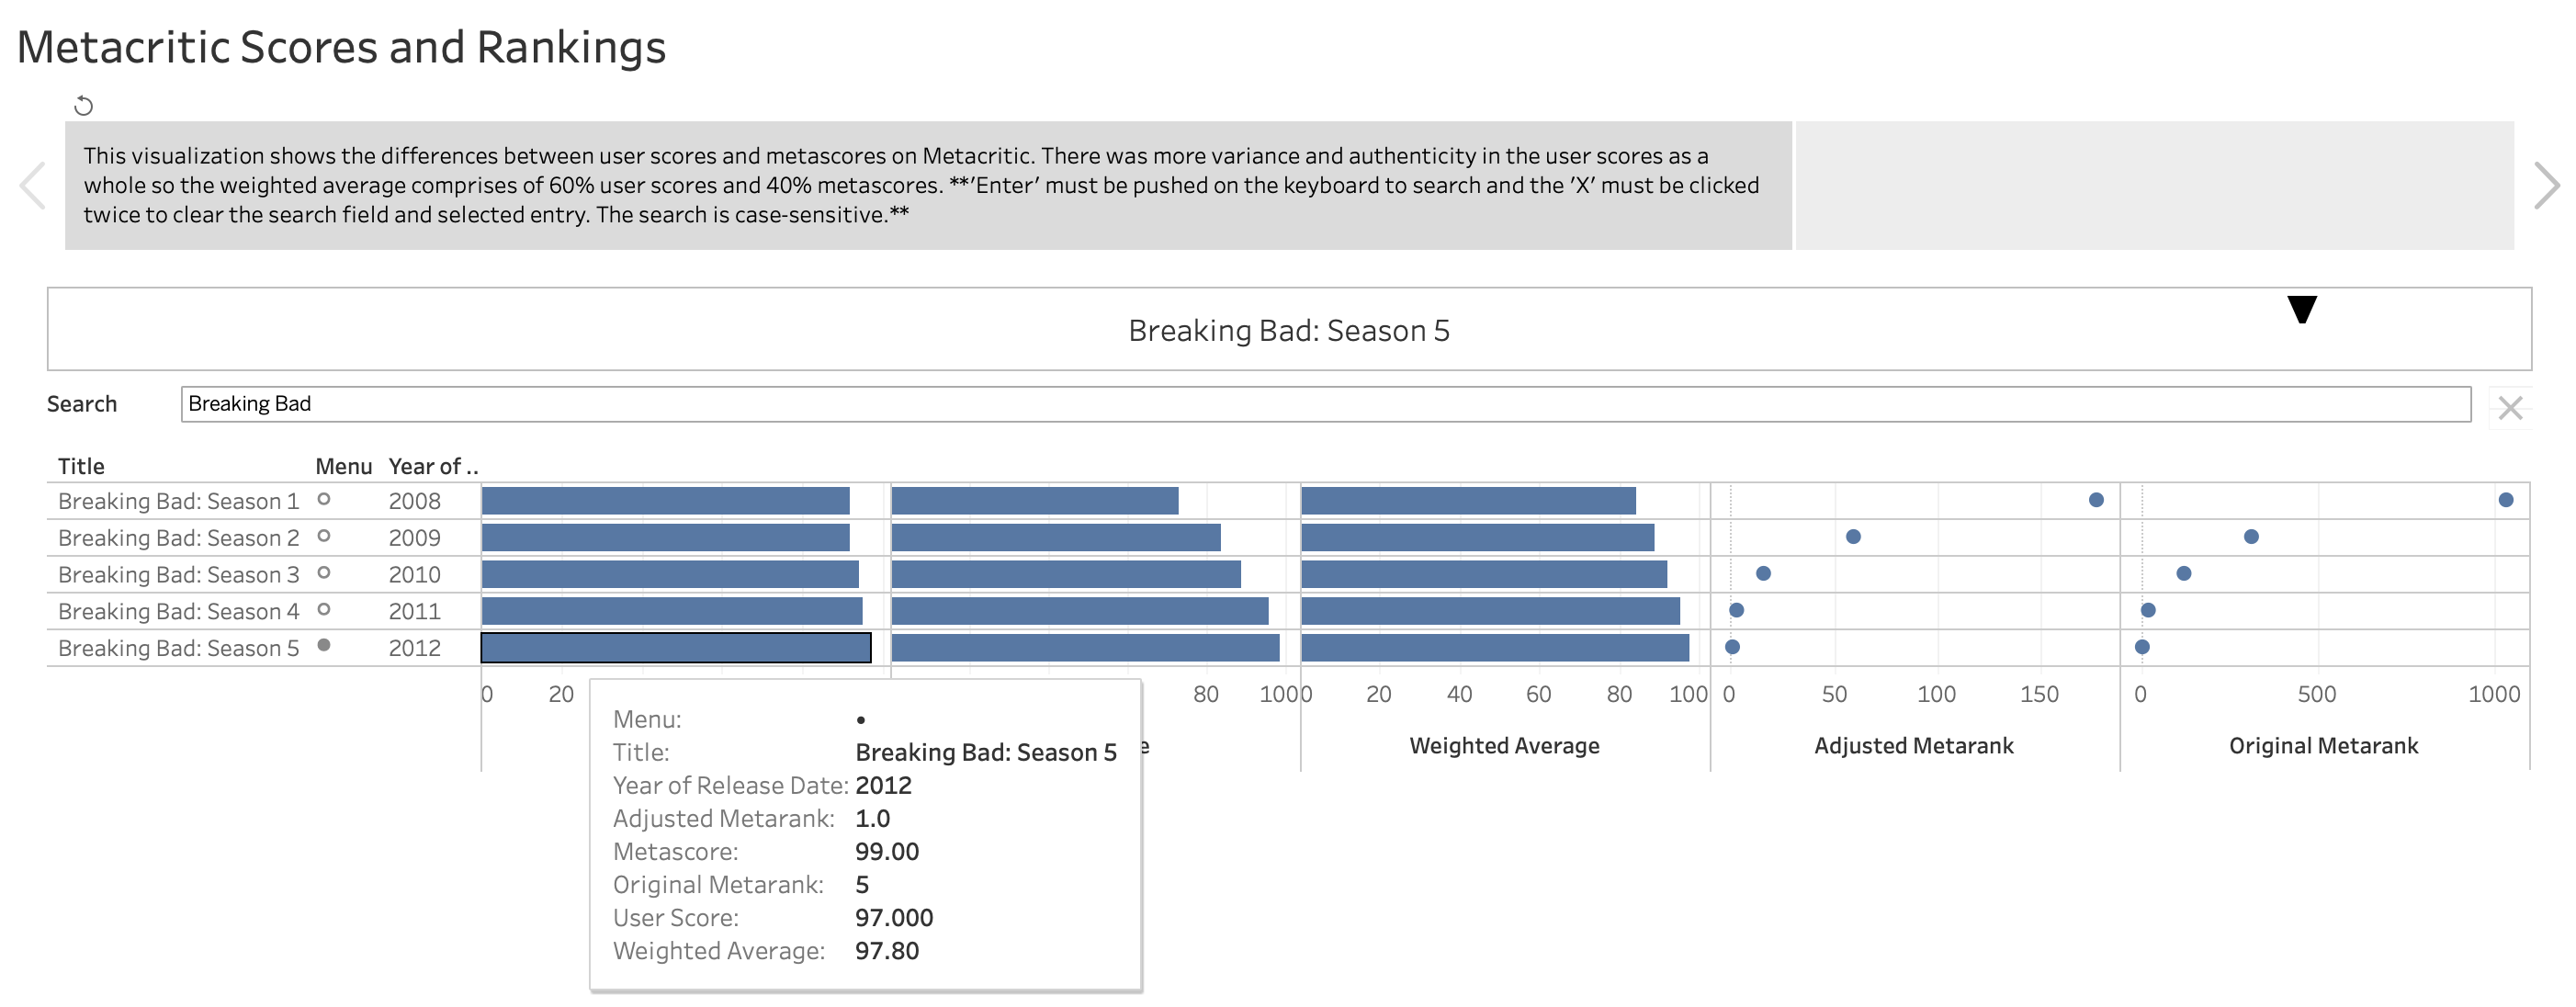 Metacritic Scores and Rankings
This visualization shows the differences between user scores and metascores on Metacritic. There was more variance and authenticity in the user scores as a
whole so the weighted average comprises of 60% user scores and 40% metascores. **'Enter' must be pushed on the keyboard to search and the 'X' must be clicked
twice to clear the search field and selected entry. The search is case-sensitive.**
Breaking Bad: Season 5
Search Breaking Bad
Title Menu Year of ..
Breaking Bad: Season 1 2008
Breaking Bad: Season 2 2009
Breaking Bad: Season 3 2010
Breaking Bad: Season 4 2011
Breaking Bad: Season 5 2012
0 20 80 100 0 20 40 60 80 100 0 50 100 150 0 500 1000
Weighted Average Adjusted Metarank Original Metarank
Menu: •
Title: Breaking Bad: Season 5
Year of Release Date: 2012
Adjusted Metarank: 1.0
Metascore: 99.00
Original Metarank: 5
User Score: 97.000
Weighted Average: 97.80